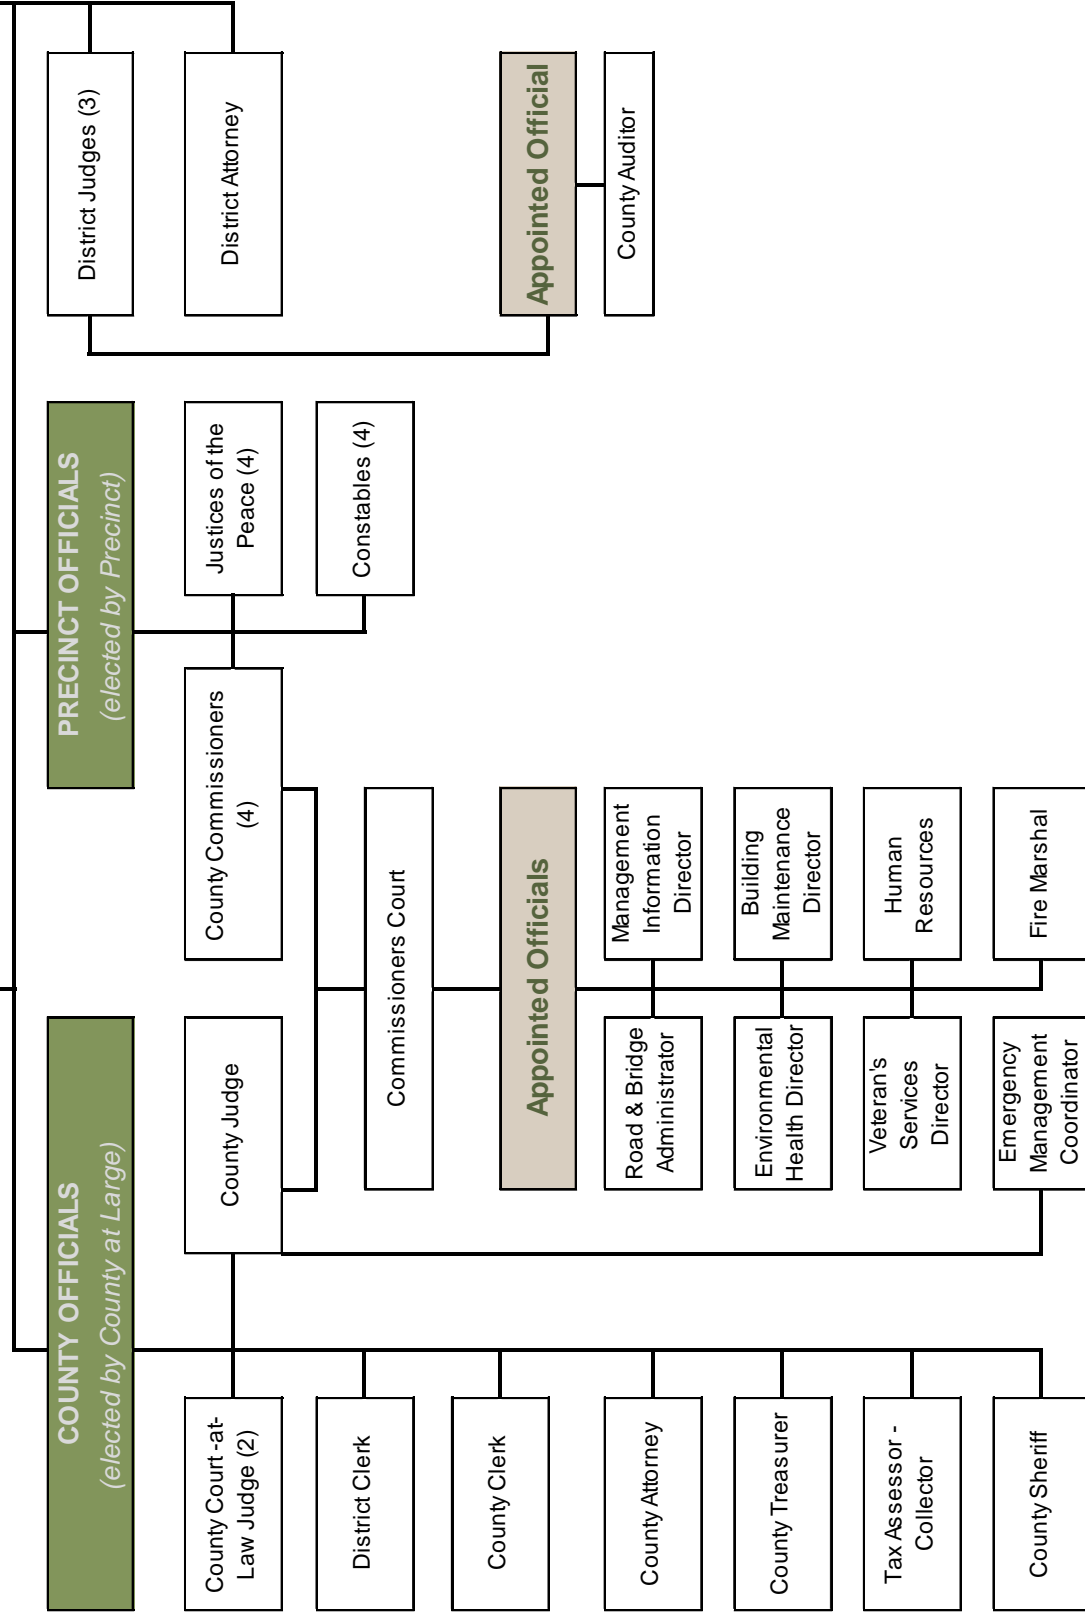 COUNTY OFFICIALS
(elected by County at Large)
PRECINCT OFFICIALS
(elected by Precinct)
District Judges (3)
County Court -at-
Law Judge (2)
County Judge
County Commissioners
(4)
Justices of the
Peace (4)
District Attorney
District Clerk
Commissioners Court
Constables (4)
County Clerk
Appointed Officials
Appointed Official
County Attorney
Road & Bridge
Administrator
Management
Information
Director
County Auditor
County Treasurer
Environmental
Health Director
Building
Maintenance
Director
Tax Assessor -
Collector
Veteran's
Services
Director
Human
Resources
County Sheriff
Emergency
Management
Coordinator
Fire Marshal